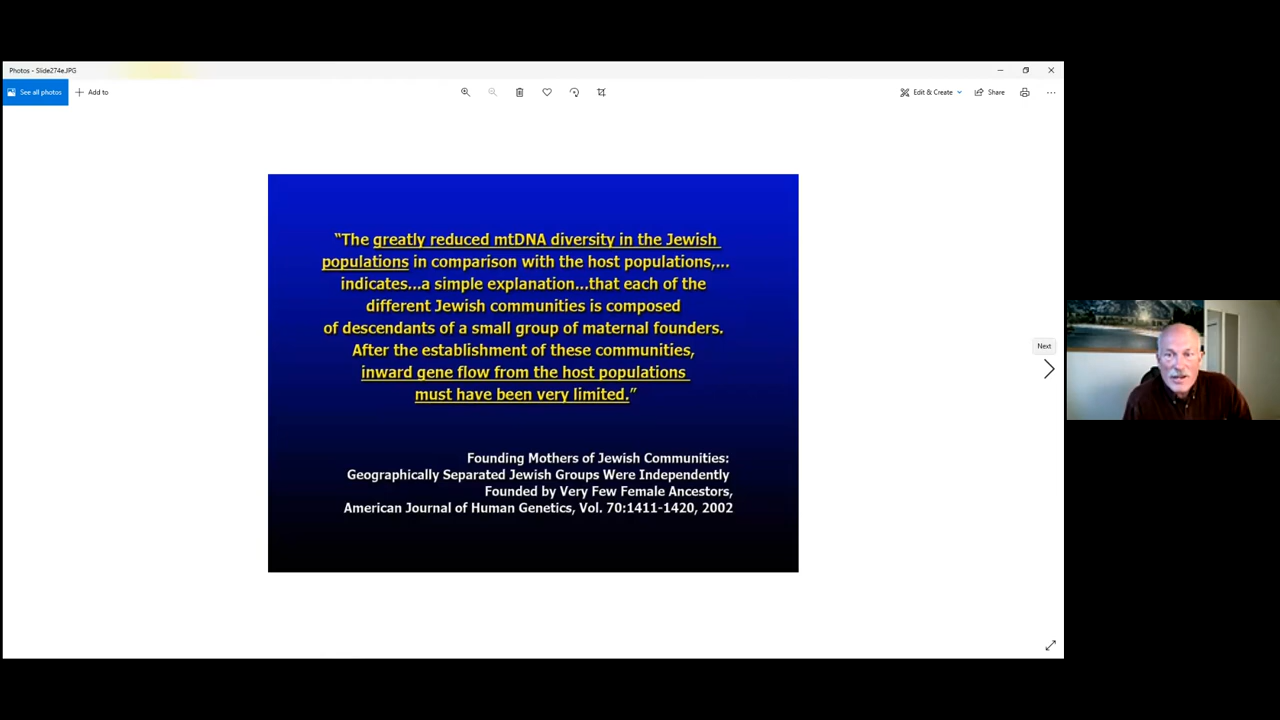 Photos - Slide274e.JPG
See all photos
Add to
Edit & Create
Share
"The greatly reduced mtDNA diversity in the Jewish
populations in comparison with the host populations,...
indicates...a simple explanation...that each of the
different Jewish communities is composed
of descendants of a small group of maternal founders.
After the establishment of these communities,
inward gene flow from the host populations
must have been very limited."
Next
Founding Mothers of Jewish Communities:
Geographically Separated Jewish Groups Were Independently
Founded by Very Few Female Ancestors,
American Journal of Human Genetics, Vol. 70:1411-1420, 2002